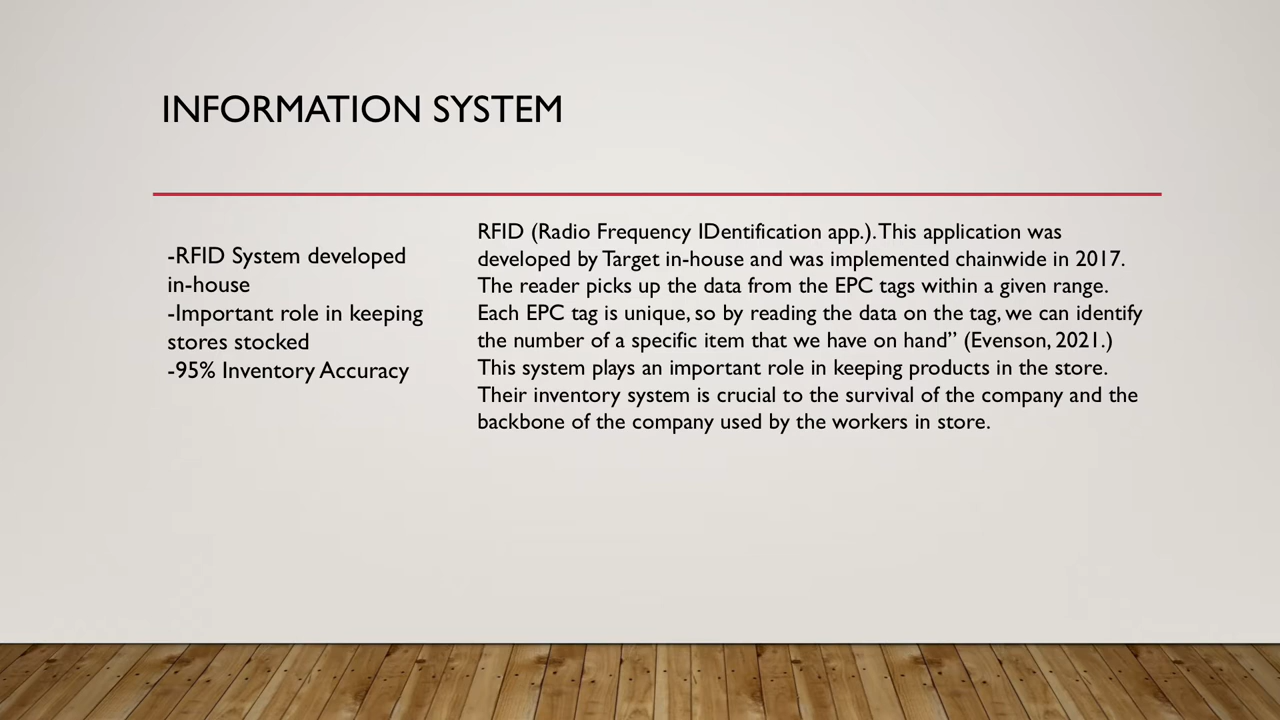 INFORMATION SYSTEM
-RFID System developed
in-house
-Important role in keeping
stores stocked
-95% Inventory Accuracy
RFID (Radio Frequency IDentification app.). This application was
developed by Target in-house and was implemented chainwide in 2017.
The reader picks up the data from the EPC tags within a given range.
Each EPC tag is unique, so by reading the data on the tag, we can identify
the number of a specific item that we have on hand” (Evenson, 2021.)
This system plays an important role in keeping products in the store.
Their inventory system is crucial to the survival of the company and the
backbone of the company used by the workers in store.